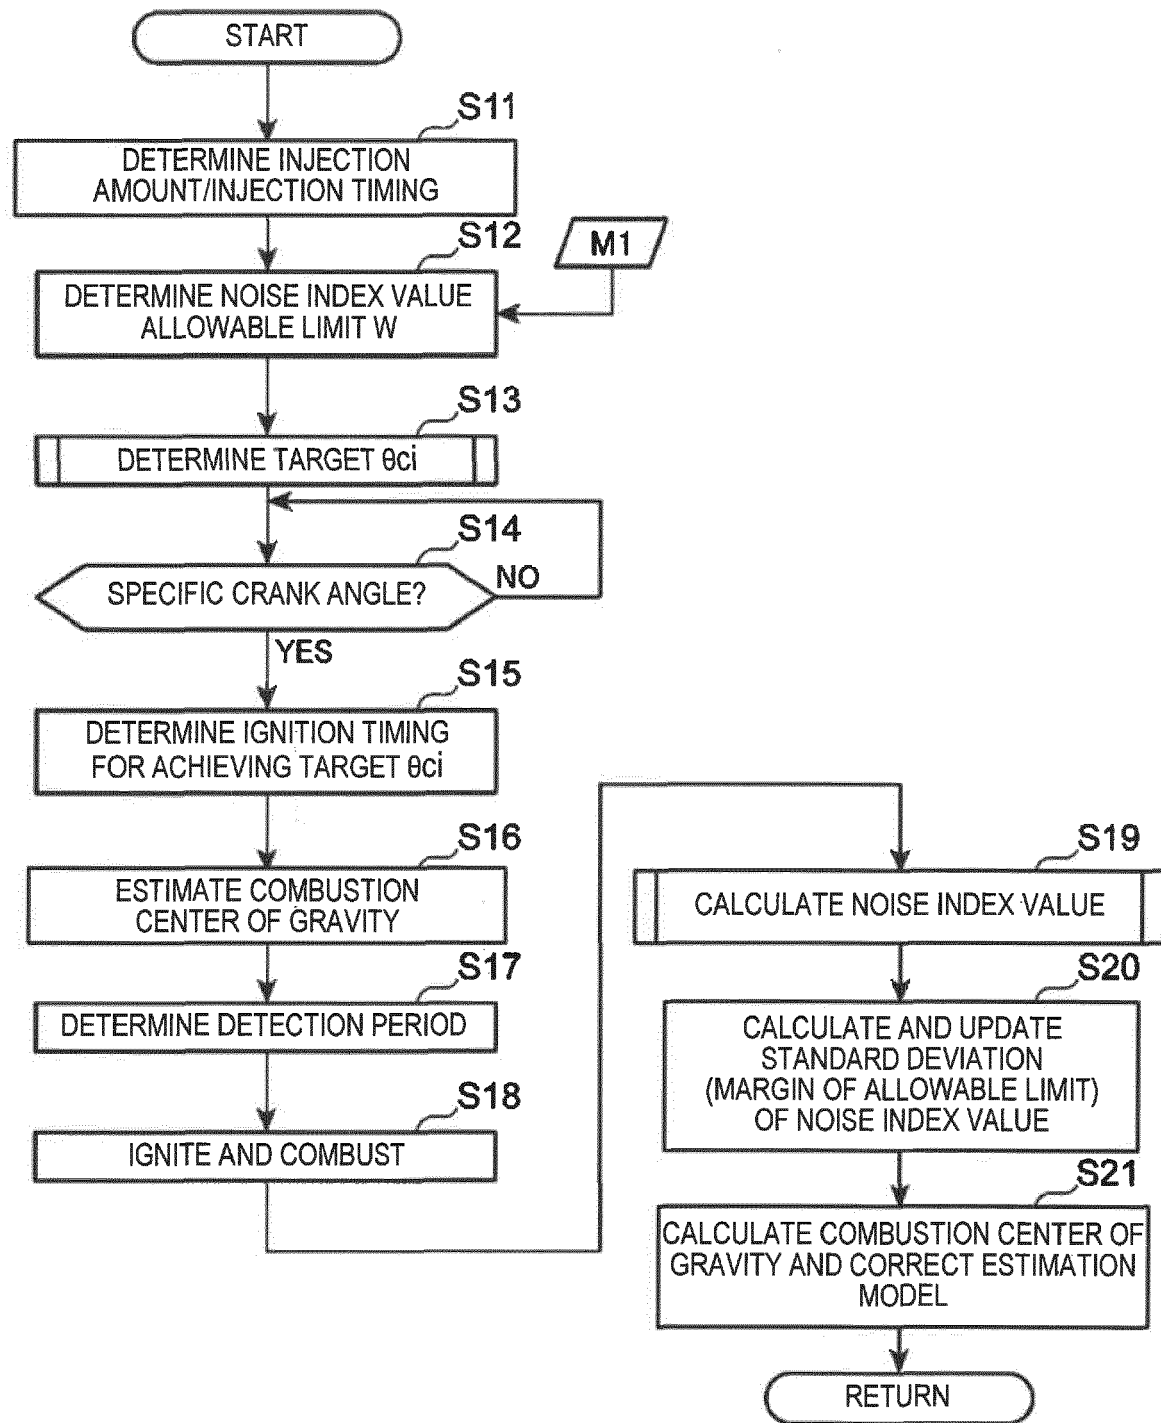 START
S11
DETERMINE INJECTION
AMOUNT/INJECTION TIMING
S12
M1
DETERMINE NOISE INDEX VALUE
ALLOWABLE LIMIT W
S13
DETERMINE TARGET θci
S14
SPECIFIC CRANK ANGLE?
NO
YES
S15
DETERMINE IGNITION TIMING
FOR ACHIEVING TARGET θci
S16
ESTIMATE COMBUSTION
CENTER OF GRAVITY
S17
DETERMINE DETECTION PERIOD
S18
IGNITE AND COMBUST
S19
CALCULATE NOISE INDEX VALUE
S20
CALCULATE AND UPDATE
STANDARD DEVIATION
(MARGIN OF ALLOWABLE LIMIT)
OF NOISE INDEX VALUE
S21
CALCULATE COMBUSTION CENTER OF
GRAVITY AND CORRECT ESTIMATION
MODEL
RETURN